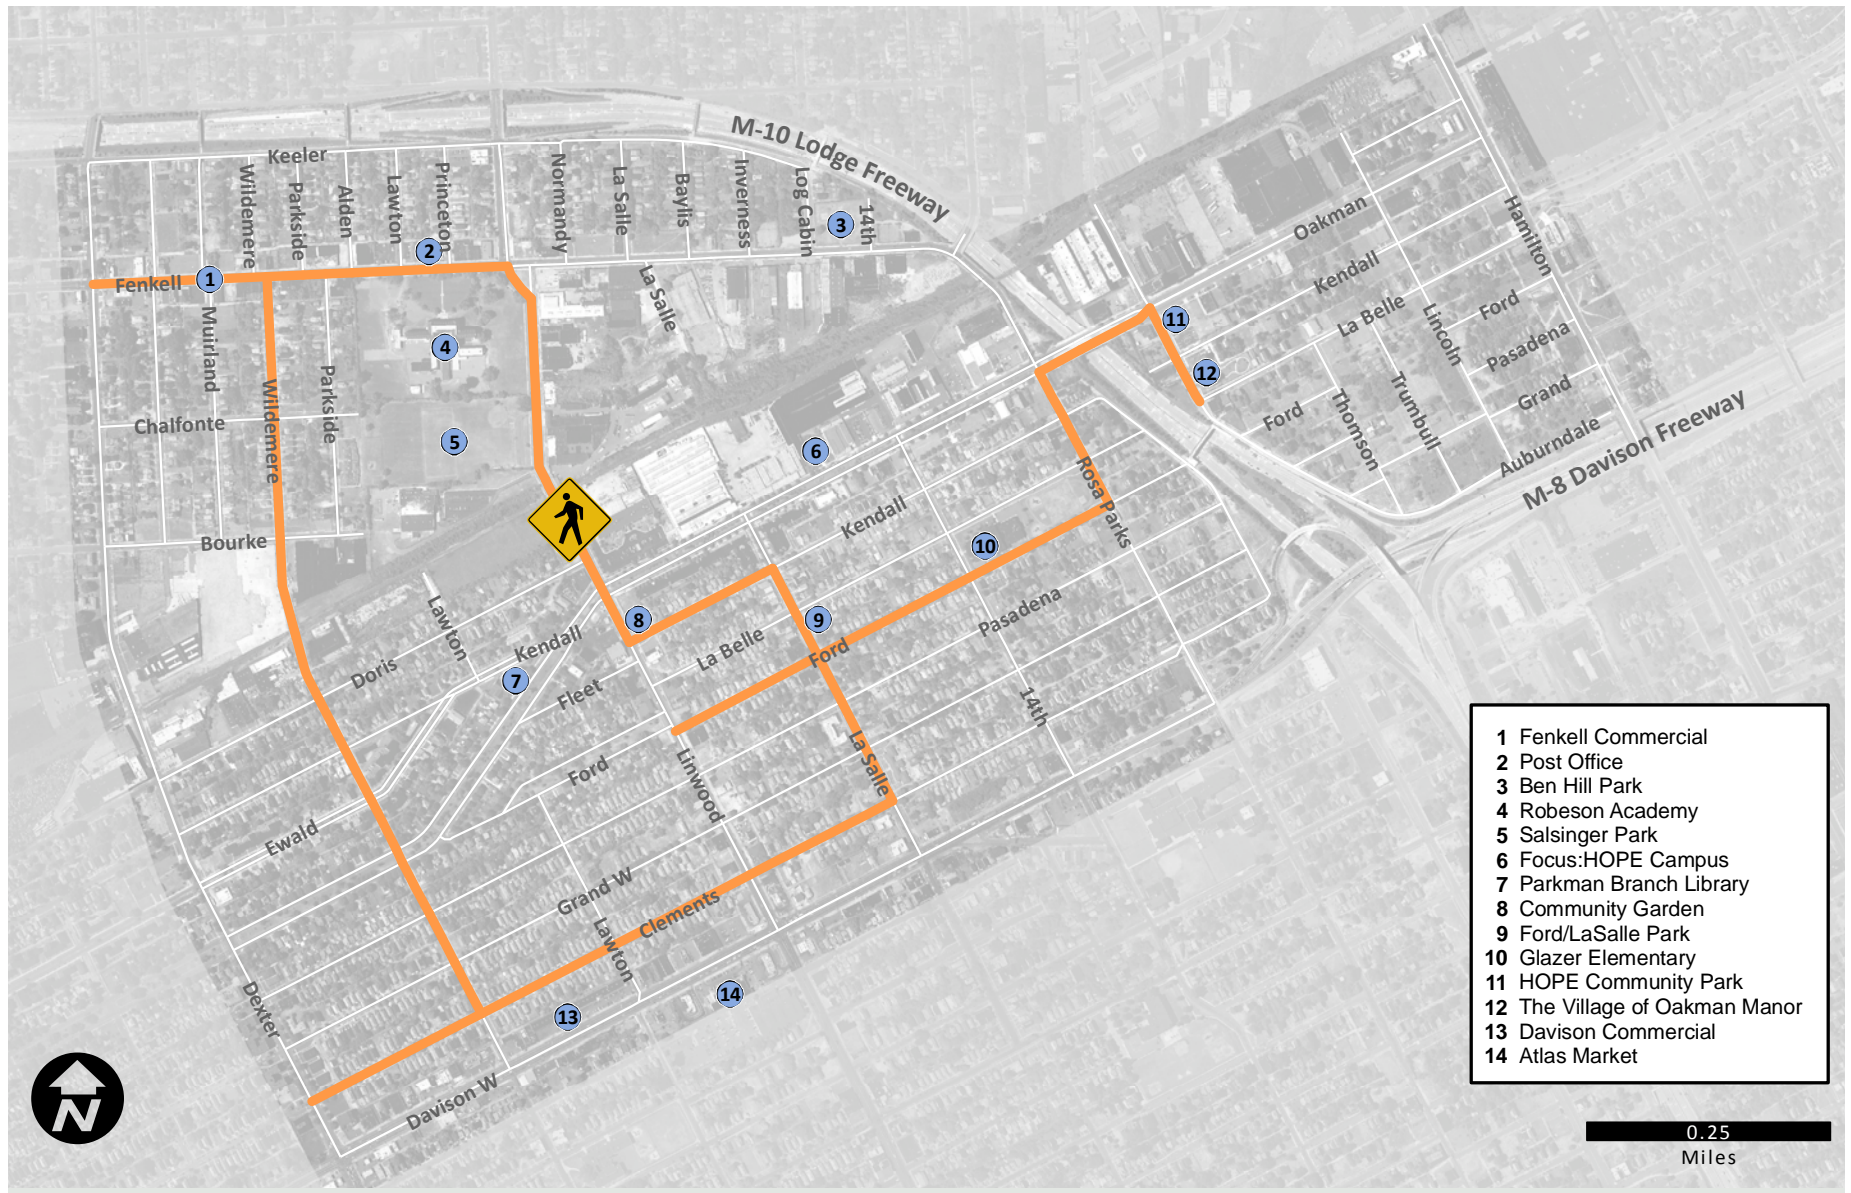 M-10 Lodge Freeway
Keeler
Wildemere
Parkside
Alden
Lawton
Princeton
Normandy
La Salle
Baylis
Inverness
Log Cabin
14th
3
2
Fenkell
1
Muirland
Wildemere
Parkside
La Salle
4
5
6
Chalfonte
Bourke
Oakman
Kendall
La Belle
Hamilton
Lincoln
Ford
Pasadena
Grand
Auburndale
M-8 Davison Freeway
11
12
Ford
Thomson
Trumbull
Rosa Parks
Kendall
10
Pasadena
14th
8
9
La Belle
Ford
Lawton
Kendall
Doris
7
Fleet
Ford
Linwood
La Salle
Ewald
Grand W
Clements
Lawton
Dexter
13
14
Davison W
N
1 Fenkell Commercial
2 Post Office
3 Ben Hill Park
4 Robeson Academy
5 Salsinger Park
6 Focus:HOPE Campus
7 Parkman Branch Library
8 Community Garden
9 Ford/LaSalle Park
10 Glazer Elementary
11 HOPE Community Park
12 The Village of Oakman Manor
13 Davison Commercial
14 Atlas Market
0.25
Miles